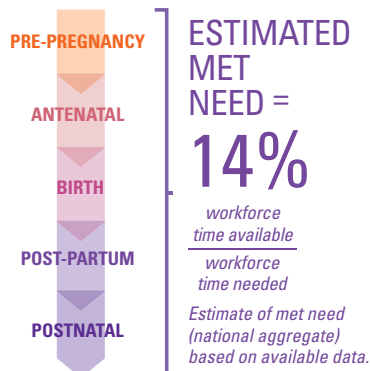 PRE-PREGNANCY
ANTENATAL
BIRTH
POST-PARTUM
POSTNATAL
ESTIMATED
MET
NEED =
14%
workforce
time available
workforce
time needed
Estimate of met need
(national aggregate)
based on available data.